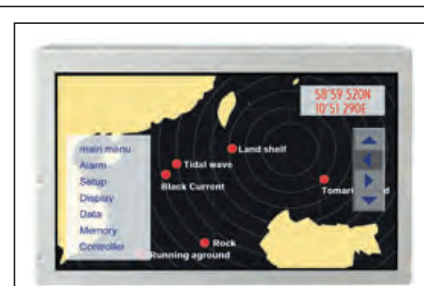 58'59 520N
10'51 290E
main menu
Alarm
Setup
Display
Data
Memory
Controller
Land shelf
Tidal wave
Black Current
Rock
Running aground